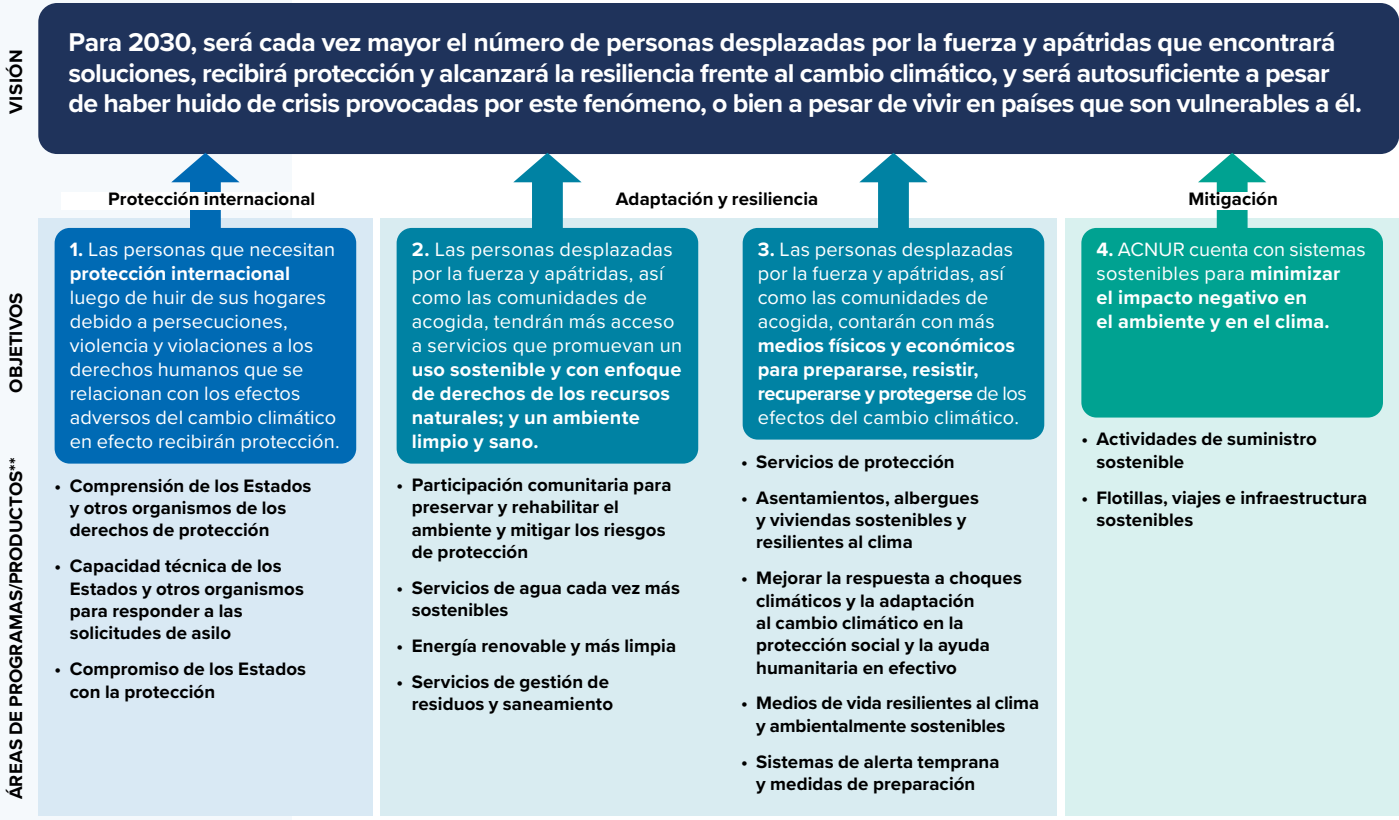 VISIÓN
Para 2030, será cada vez mayor el número de personas desplazadas por la fuerza y apátridas que encontrará
soluciones, recibirá protección y alcanzará la resiliencia frente al cambio climático, y será autosuficiente a pesar
de haber huido de crisis provocadas por este fenómeno, o bien a pesar de vivir en países que son vulnerables a él.
Protección internacional
Adaptación y resiliencia
Mitigación
OBJETIVOS
1. Las personas que necesitan
protección internacional
luego de huir de sus hogares
debido a persecuciones,
violencia y violaciones a los
derechos humanos que se
relacionan con los efectos
adversos del cambio climático
en efecto recibirán protección.
2. Las personas desplazadas
por la fuerza y apátridas, así
como las comunidades de
acogida, tendrán más acceso
a servicios que promuevan un
uso sostenible y con enfoque
de derechos de los recursos
naturales; y un ambiente
limpio y sano.
3. Las personas desplazadas
por la fuerza y apátridas, así
como las comunidades de
acogida, contarán con más
medios físicos y económicos
para prepararse, resistir,
recuperarse y protegerse de los
efectos del cambio climático.
4. ACNUR cuenta con sistemas
sostenibles para minimizar
el impacto negativo en
el ambiente y en el clima.
ÁREAS DE PROGRAMAS/PRODUCTOS**
• Comprensión de los Estados
y otros organismos de los
derechos de protección
• Capacidad técnica de los
Estados y otros organismos
para responder a las
solicitudes de asilo
• Compromiso de los Estados
con la protección
• Participación comunitaria para
preservar y rehabilitar el
ambiente y mitigar los riesgos
de protección
• Servicios de agua cada vez más
sostenibles
• Energía renovable y más limpia
• Servicios de gestión de
residuos y saneamiento
• Servicios de protección
• Asentamientos, albergues
y viviendas sostenibles y
resilientes al clima
• Mejorar la respuesta a choques
climáticos y la adaptación
al cambio climático en la
protección social y la ayuda
humanitaria en efectivo
• Medios de vida resilientes al clima
y ambientalmente sostenibles
• Sistemas de alerta temprana
y medidas de preparación
• Actividades de suministro
sostenible
• Flotillas, viajes e infraestructura
sostenibles